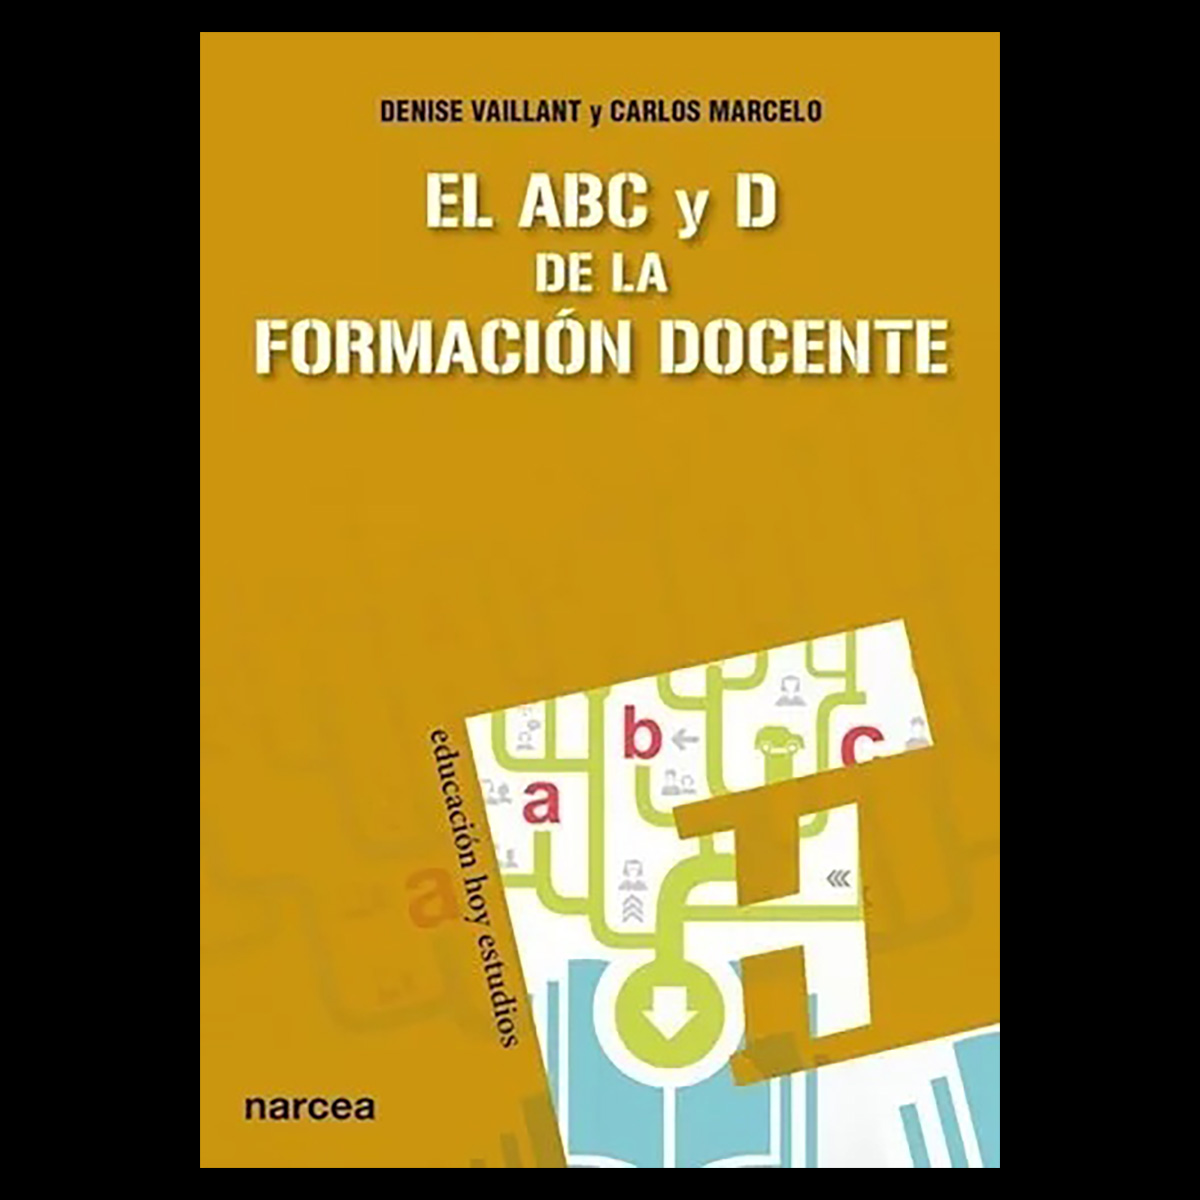 DENISE VAILLANT y CARLOS MARCELO
EL ABC y D
DE LA
FORMACIÓN DOCENTE
b
c
a
a
educación hoy estudios
narcea